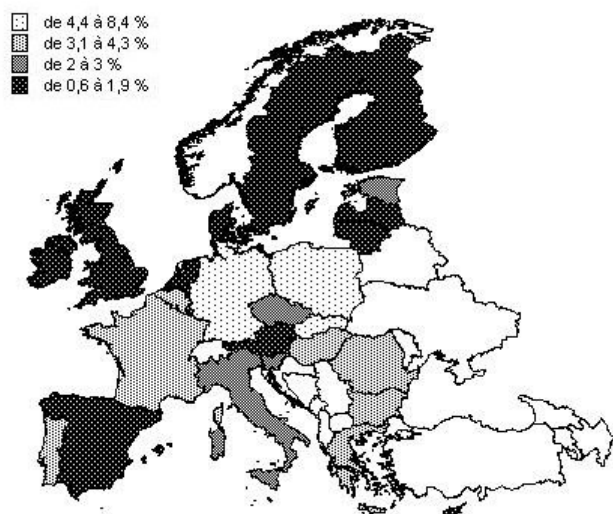 de 4,4 à 8,4 %
de 3,1 à 4,3 %
de 2 à 3 %
de 0,6 à 1,9 %